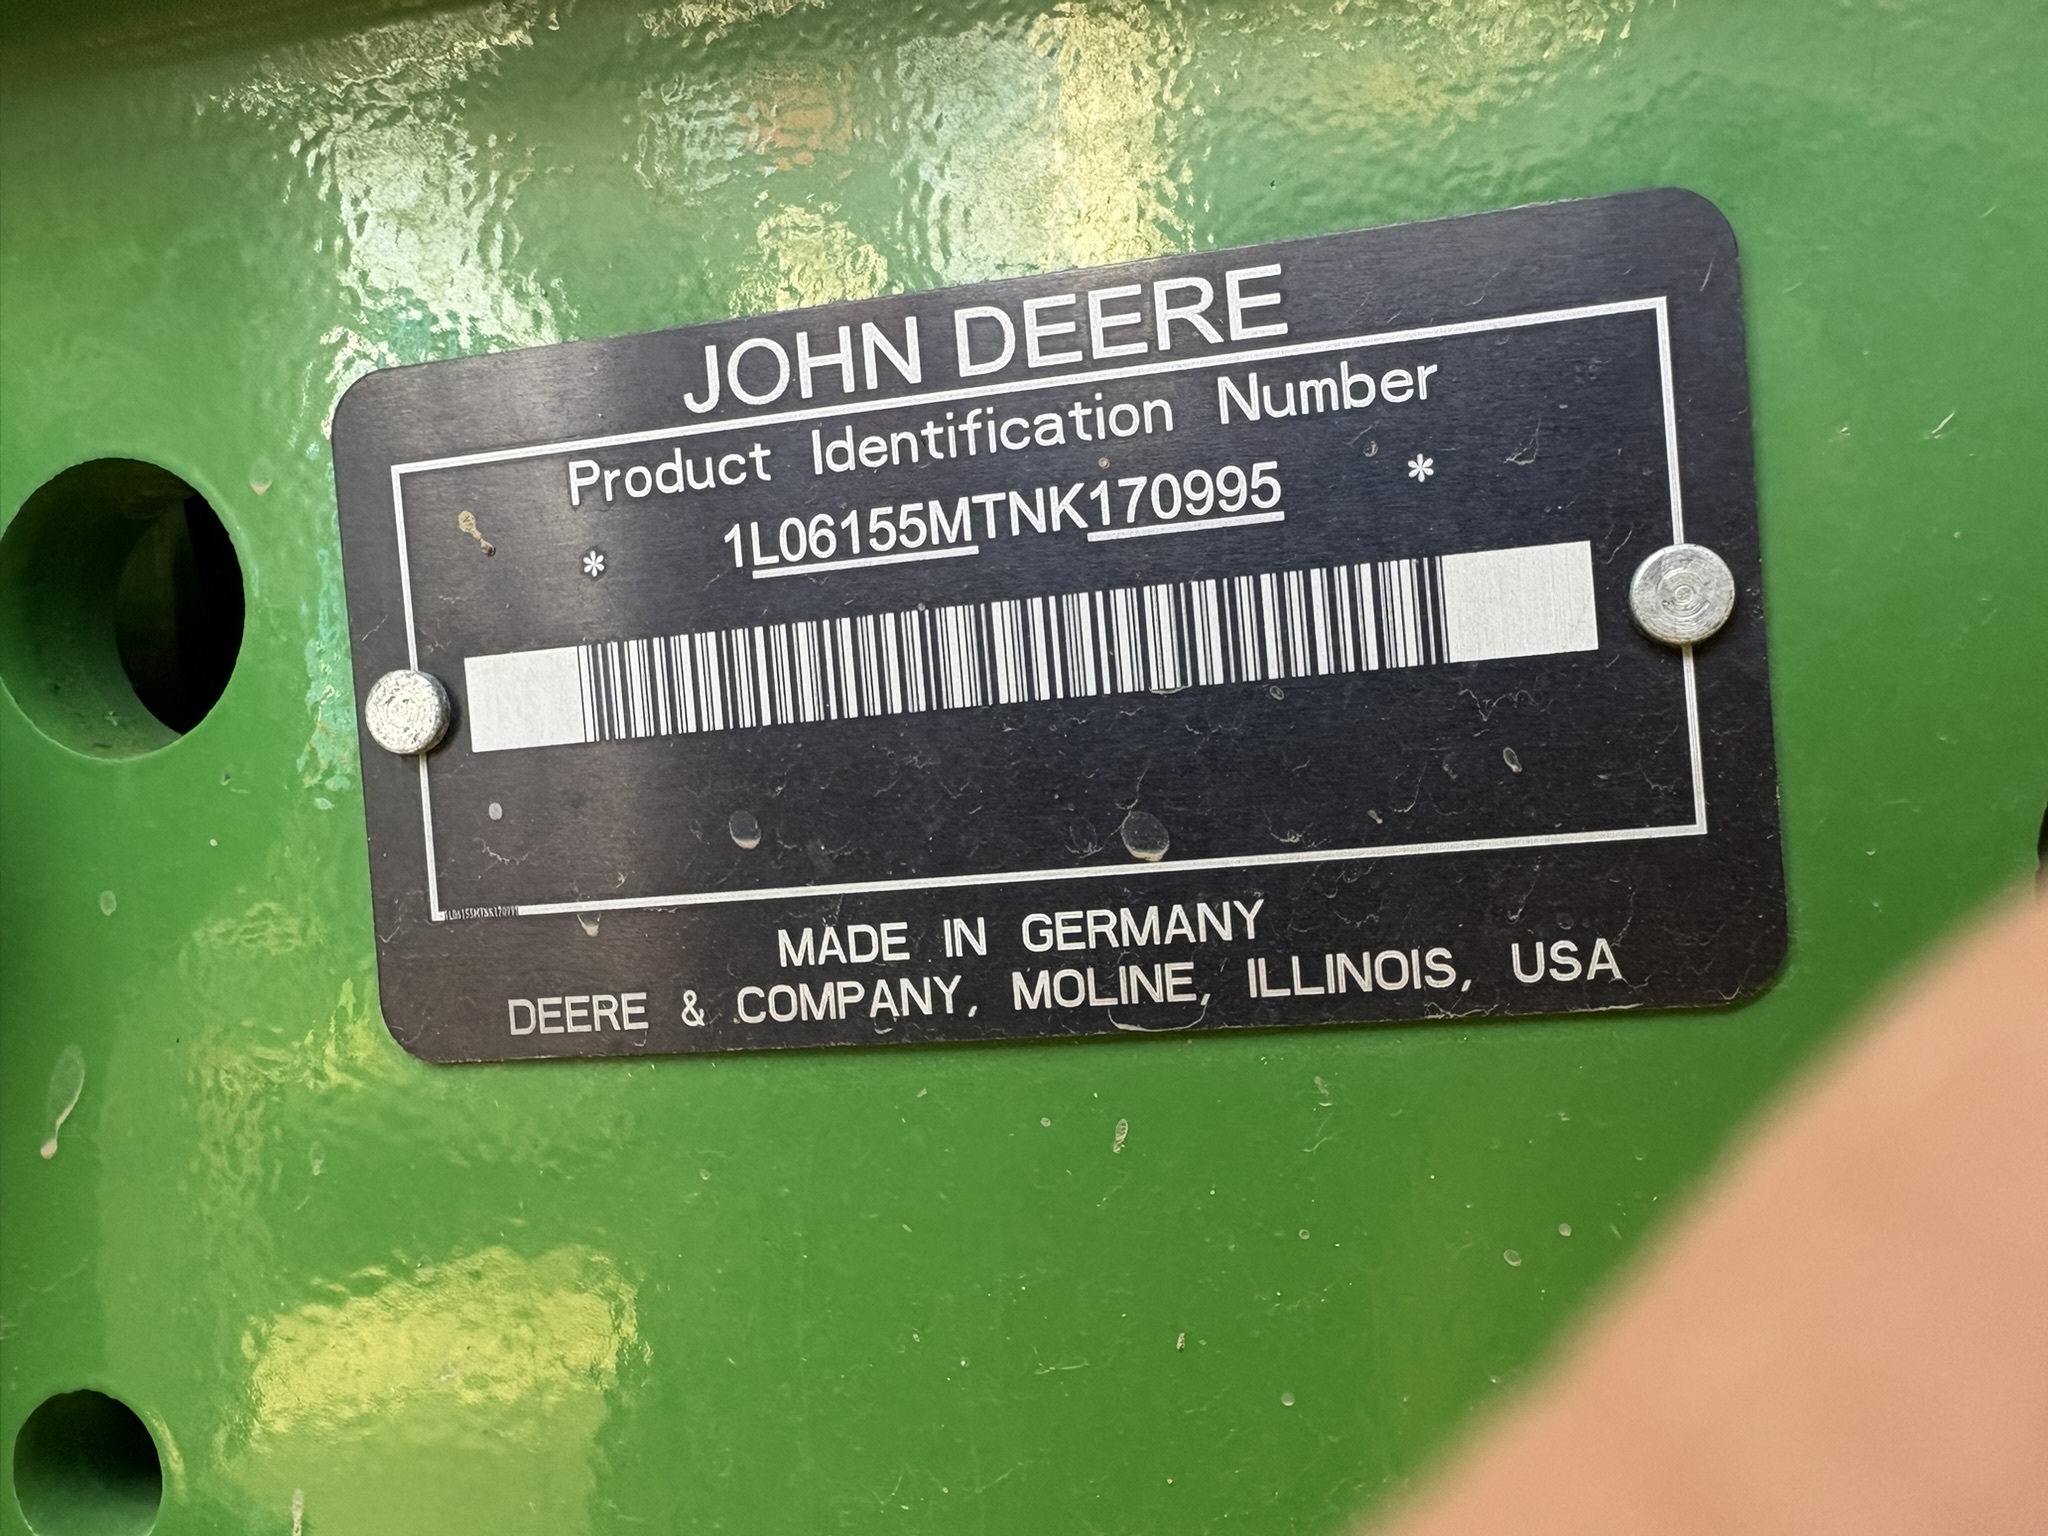 JOHN DEERE
Product Identification Number
* 1L06155MTNK170995 *
MADE IN GERMANY
DEERE & COMPANY, MOLINE, ILLINOIS, USA